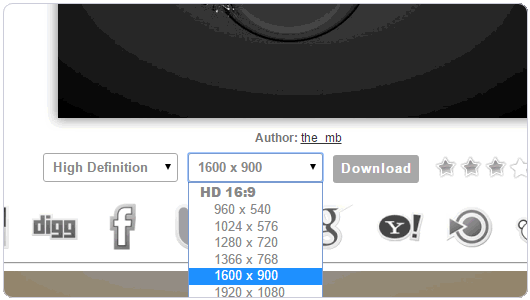 Author: the_mb
High Definition 1600 x 900 Download
HD 16:9
960 x 540
1024 x 576
1280 x 720
1366 x 768
1600 x 900
1920 x 1080
digg f g Y!